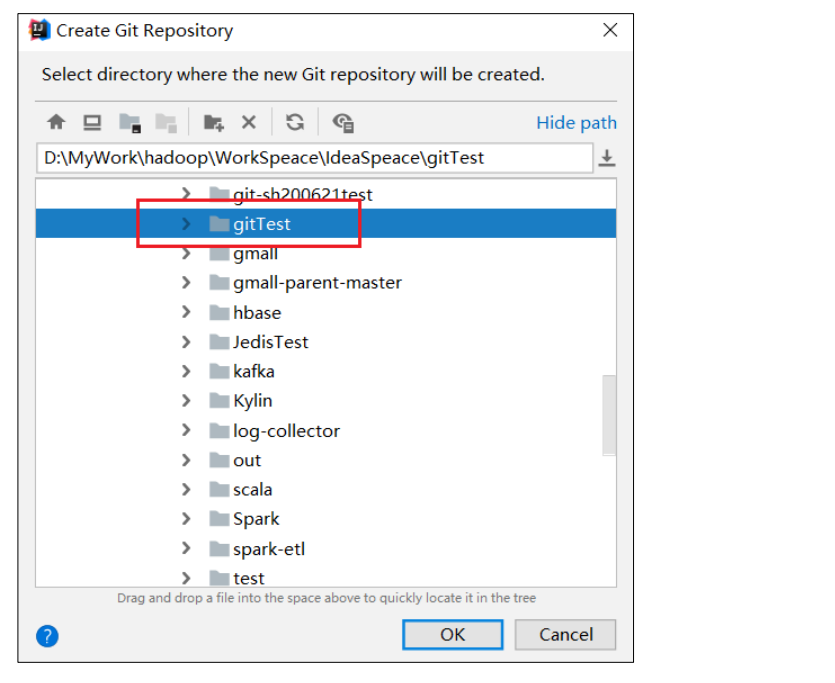 Create Git Repository
Select directory where the new Git repository will be created.
Hide path
D:\MyWork\hadoop\WorkSpeace\IdeaSpeace\gitTest
git-sh200621test
gitTest
gmall
gmall-parent-master
hbase
JedisTest
kafka
Kylin
log-collector
out
scala
Spark
spark-etl
test
Drag and drop a file into the space above to quickly locate it in the tree
?
OK Cancel